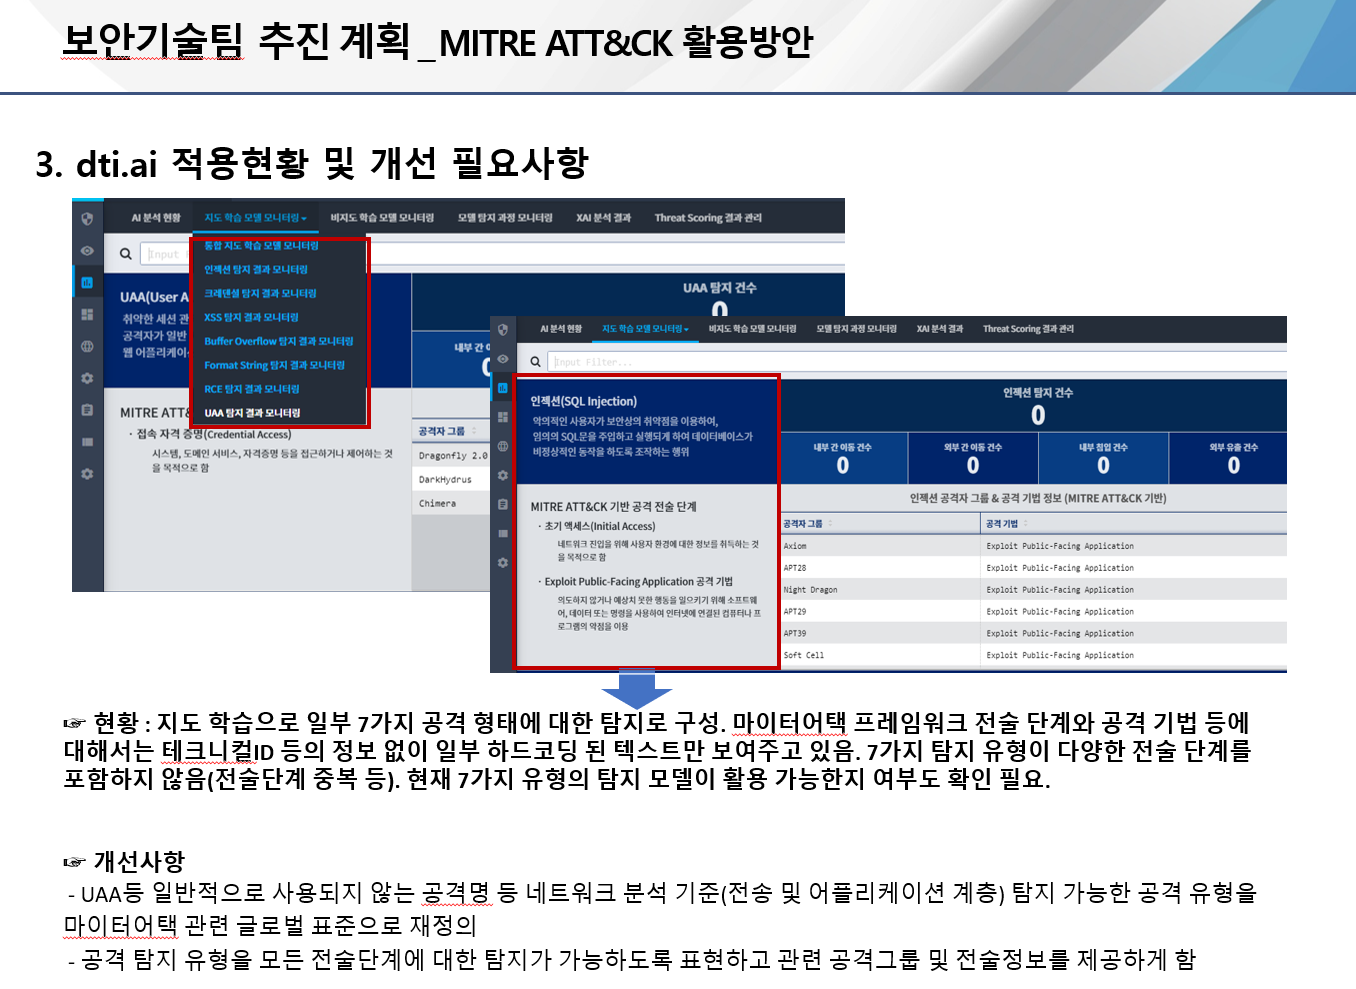 보안기술팀 추진 계획 _MITRE ATT&CK 활용방안
3. dti.ai 적용현황 및 개선 필요사항
AI 분석 현황
지도 학습 모델 모니터링
비지도 학습 모델 모니터링
모델 탐지 과정 모니터링
XAI 분석 결과
Threat Scoring 결과 관리
Input
통합 지도 학습 모델 모니터링
인젝션 탐지 결과 모니터링
크레덴셜 탐지 결과 모니터링
XSS 탐지 결과 모니터링
Buffer Overflow 탐지 결과 모니터링
Format String 탐지 결과 모니터링
RCE 탐지 결과 모니터링
UAA 탐지 결과 모니터링
UAA(User A
취약한 세션 관
공격자가 일반
웹 어플리케이
UAA 탐지 건수
0
내부 간 이
MITRE ATT&
· 접속 자격 증명(Credential Access)
시스템, 도메인 서비스, 자격증명 등을 접근하거나 제어하는 것
을 목적으로 함
공격자 그룹
Dragonfly 2.0
DarkHydrus
Chimera
AI 분석 현황
지도 학습 모델 모니터링
비지도 학습 모델 모니터링
모델 탐지 과정 모니터링
XAI 분석 결과
Threat Scoring 결과 관리
Input Filter...
인젝션(SQL Injection)
악의적인 사용자가 보안상의 취약점을 이용하여,
임의의 SQL문을 주입하고 실행되게 하여 데이터베이스가
비정상적인 동작을 하도록 조작하는 행위
인젝션 탐지 건수
0
내부 간 이동 건수
0
외부 간 이동 건수
0
내부 침입 건수
0
외부 유출 건수
0
MITRE ATT&CK 기반 공격 전술 단계
· 초기 액세스(Initial Access)
네트워크 진입을 위해 사용자 환경에 대한 정보를 취득하는 것
을 목적으로 함
· Exploit Public-Facing Application 공격 기법
의도하지 않거나 예상치 못한 행동을 일으키기 위해 소프트웨
어, 데이터 또는 명령을 사용하여 인터넷에 연결된 컴퓨터나 프
로그램의 약점을 이용
인젝션 공격자 그룹 & 공격 기법 정보 (MITRE ATT&CK 기반)
공격자 그룹 공격 기법
Axiom Exploit Public-Facing Application
APT28 Exploit Public-Facing Application
Night Dragon Exploit Public-Facing Application
APT29 Exploit Public-Facing Application
APT39 Exploit Public-Facing Application
Soft Cell Exploit Public-Facing Application
☞ 현황 : 지도 학습으로 일부 7가지 공격 형태에 대한 탐지로 구성. 마이터어택 프레임워크 전술 단계와 공격 기법 등에
대해서는 테크니컬ID 등의 정보 없이 일부 하드코딩 된 텍스트만 보여주고 있음. 7가지 탐지 유형이 다양한 전술 단계를
포함하지 않음(전술단계 중복 등). 현재 7가지 유형의 탐지 모델이 활용 가능한지 여부도 확인 필요.
☞ 개선사항
- UAA등 일반적으로 사용되지 않는 공격명 등 네트워크 분석 기준(전송 및 어플리케이션 계층) 탐지 가능한 공격 유형을
마이터어택 관련 글로벌 표준으로 재정의
- 공격 탐지 유형을 모든 전술단계에 대한 탐지가 가능하도록 표현하고 관련 공격그룹 및 전술정보를 제공하게 함